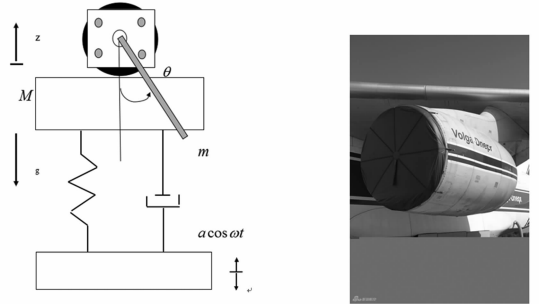 z
θ
M
m
g
a cos ωt
Volga Dnepr